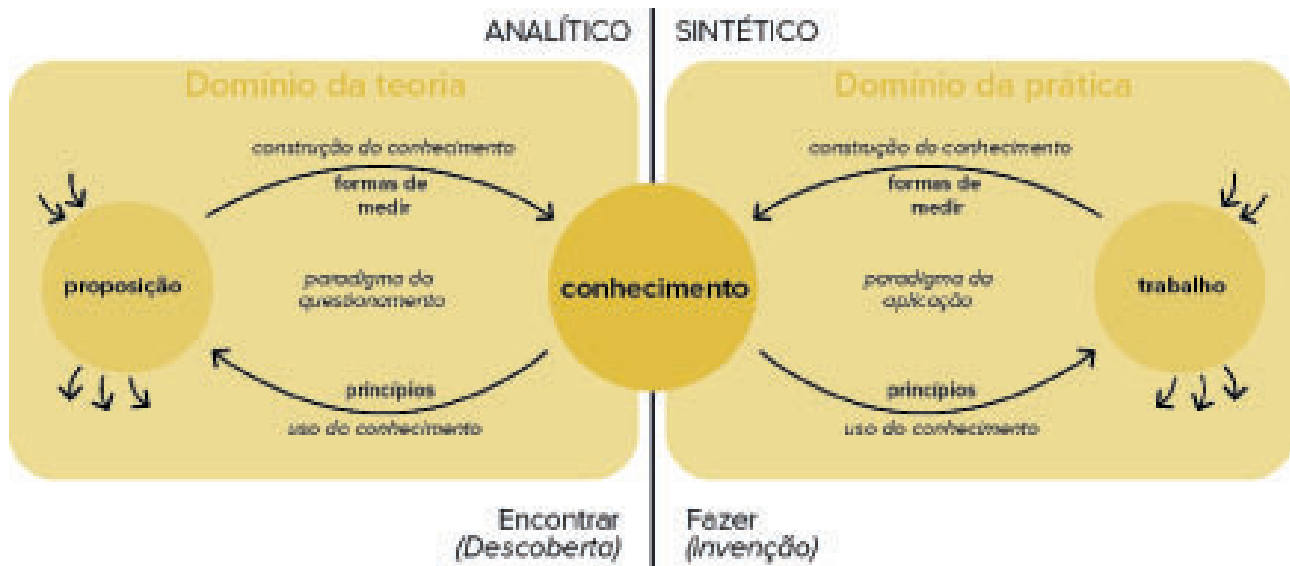 ANALÍTICO
SINTÉTICO
Domínio da teoria
construção do conhecimento
formas de
medir
proposição
paradigma do
questionamento
princípios
uso do conhecimento
conhecimento
Domínio da prática
construção do conhecimento
formas de
medir
paradigma da
aplicação
trabalho
princípios
uso do conhecimento
Encontrar
(Descoberta)
Fazer
(Invenção)